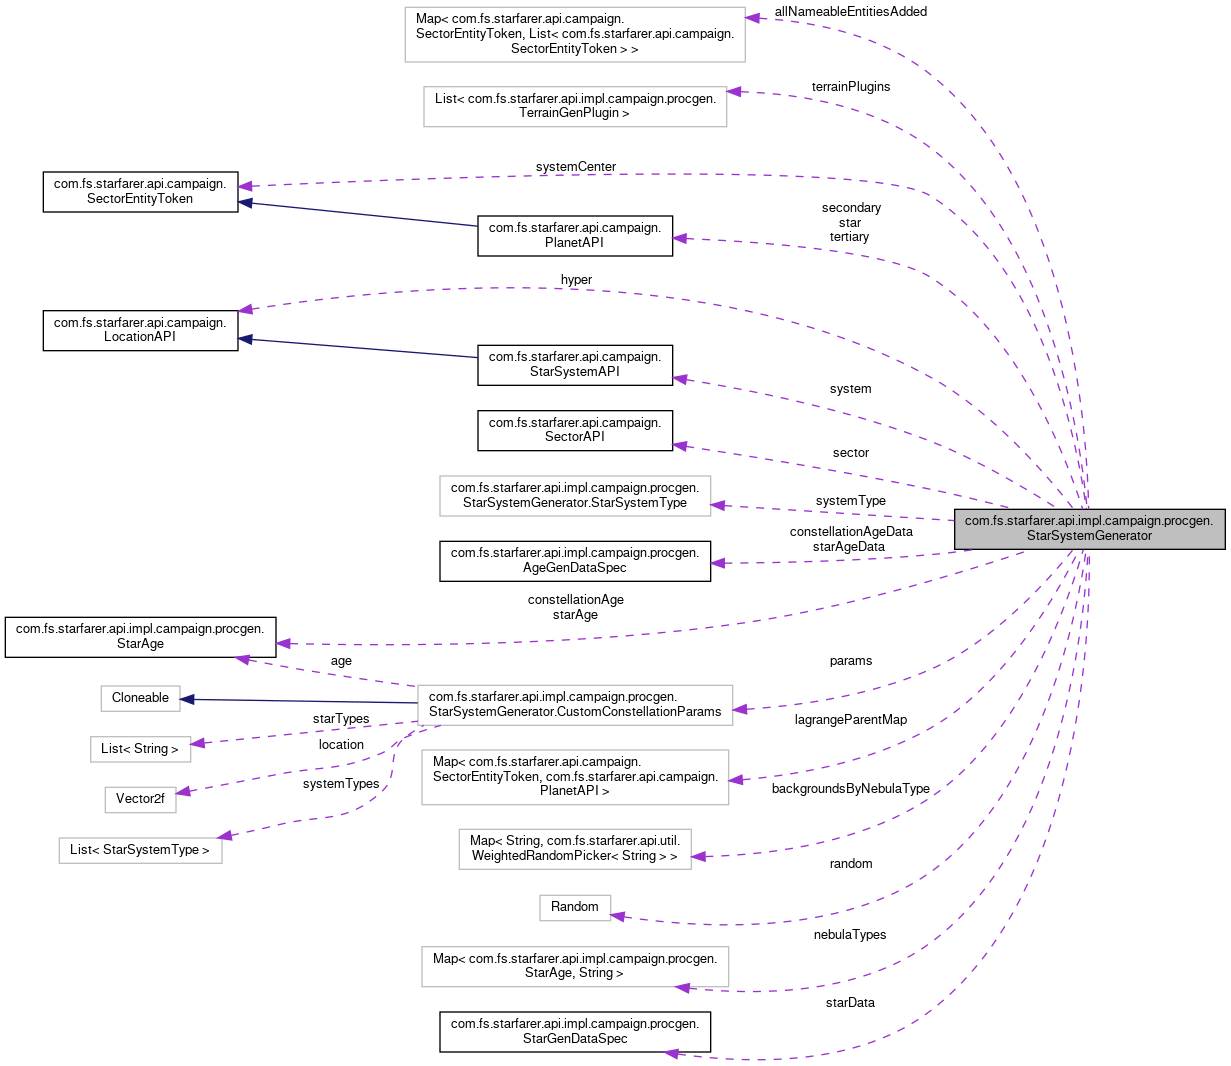 allNameableEntitiesAdded
Map< com.fs.starfarer.api.campaign.
SectorEntityToken, List< com.fs.starfarer.api.campaign.
SectorEntityToken > >
terrainPlugins
List< com.fs.starfarer.api.impl.campaign.procgen.
TerrainGenPlugin >
systemCenter
com.fs.starfarer.api.campaign.
SectorEntityToken
secondary
star
tertiary
com.fs.starfarer.api.campaign.
PlanetAPI
hyper
com.fs.starfarer.api.campaign.
LocationAPI
com.fs.starfarer.api.campaign.
StarSystemAPI
system
com.fs.starfarer.api.campaign.
SectorAPI
sector
com.fs.starfarer.api.impl.campaign.procgen.
StarSystemGenerator.StarSystemType
systemType
com.fs.starfarer.api.impl.campaign.procgen.
StarSystemGenerator
constellationAgeData
starAgeData
com.fs.starfarer.api.impl.campaign.procgen.
AgeGenDataSpec
constellationAge
starAge
com.fs.starfarer.api.impl.campaign.procgen.
StarAge
age
params
Cloneable
com.fs.starfarer.api.impl.campaign.procgen.
StarSystemGenerator.CustomConstellationParams
starTypes
lagrangeParentMap
List< String >
location
Map< com.fs.starfarer.api.campaign.
SectorEntityToken, com.fs.starfarer.api.campaign.
PlanetAPI >
systemTypes
backgroundsByNebulaType
Vector2f
List< StarSystemType >
Map< String, com.fs.starfarer.api.util.
WeightedRandomPicker< String > >
random
Random
nebulaTypes
Map< com.fs.starfarer.api.impl.campaign.procgen.
StarAge, String >
starData
com.fs.starfarer.api.impl.campaign.procgen.
StarGenDataSpec